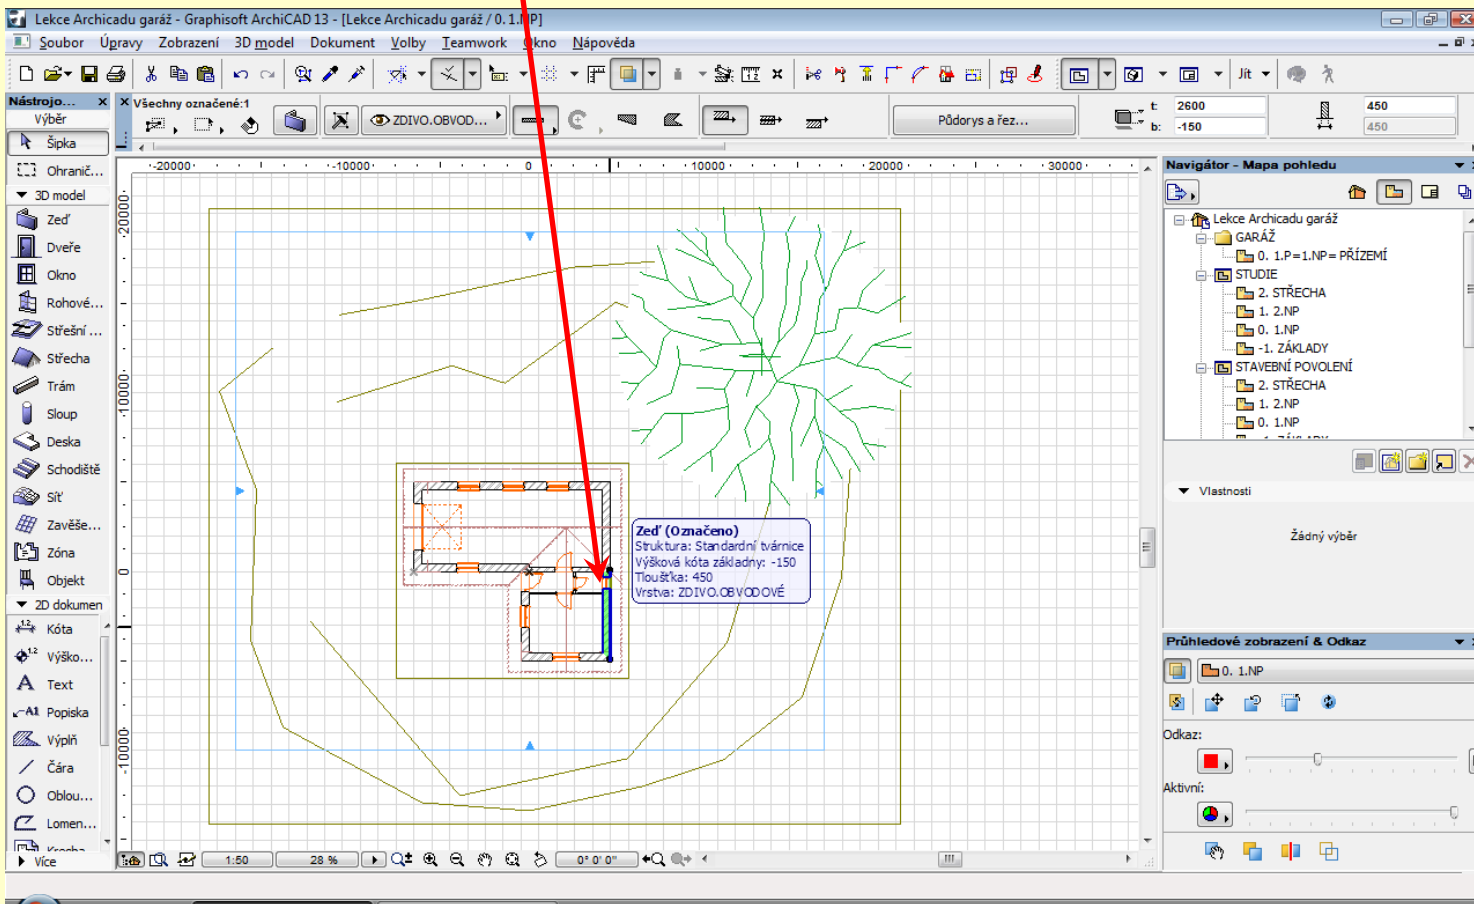 Lekce Archicadu garáž - Graphisoft ArchiCAD 13 - [Lekce Archicadu garáž / 0. 1.NP]
Soubor Úpravy Zobrazení 3D model Dokument Volby Teamwork Okno Nápověda
Jít
Nástrojo...
Výběr
Šipka
Ohranič...
3D model
Zeď
Dveře
Okno
Rohové...
Střešní ...
Střecha
Trám
Sloup
Deska
Schodiště
Síť
Zavěše...
Zóna
Objekt
2D dokumen
Kóta
Výško...
Text
Popiska
Výplň
Čára
Oblou...
Lomen...
Více
Všechny označené:1
ZDIVO.OBVOD...
Půdorys a řez...
t: 2600
b: -150
450
450
-20000 -10000 0 10000 20000 30000
20000
10000
0
-10000
Zeď (Označeno)
Struktura: Standardní tvárnice
Výšková kóta základny: -150
Tloušťka: 450
Vrstva: ZDIVO.OBVODOVÉ
1:50
28 %
0° 0' 0"
Navigátor - Mapa pohledu
Lekce Archicadu garáž
GARÁŽ
0. 1.P=1.NP= PŘÍZEMÍ
STUDIE
2. STŘECHA
1. 2.NP
0. 1.NP
-1. ZÁKLADY
STAVEBNÍ POVOLENÍ
2. STŘECHA
1. 2.NP
0. 1.NP
Vlastnosti
Žádný výběr
Průhledové zobrazení & Odkaz
0. 1.NP
Odkaz:
Aktivní: